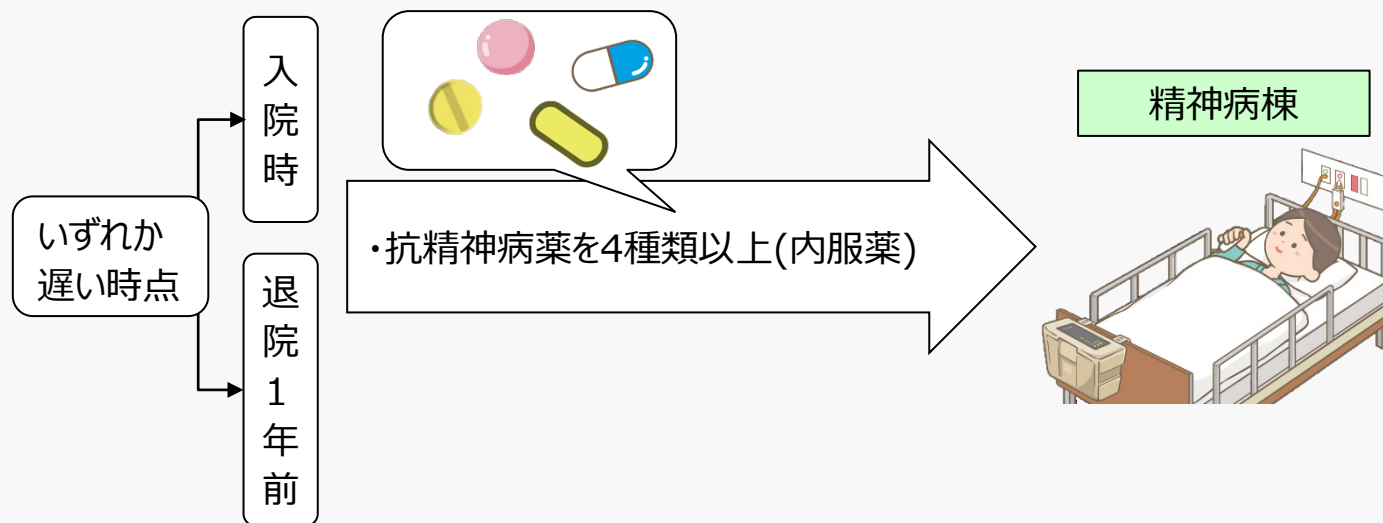 いずれか
遅い時点
入院時
退院1年前
・抗精神病薬を4種類以上(内服薬)
精神病棟